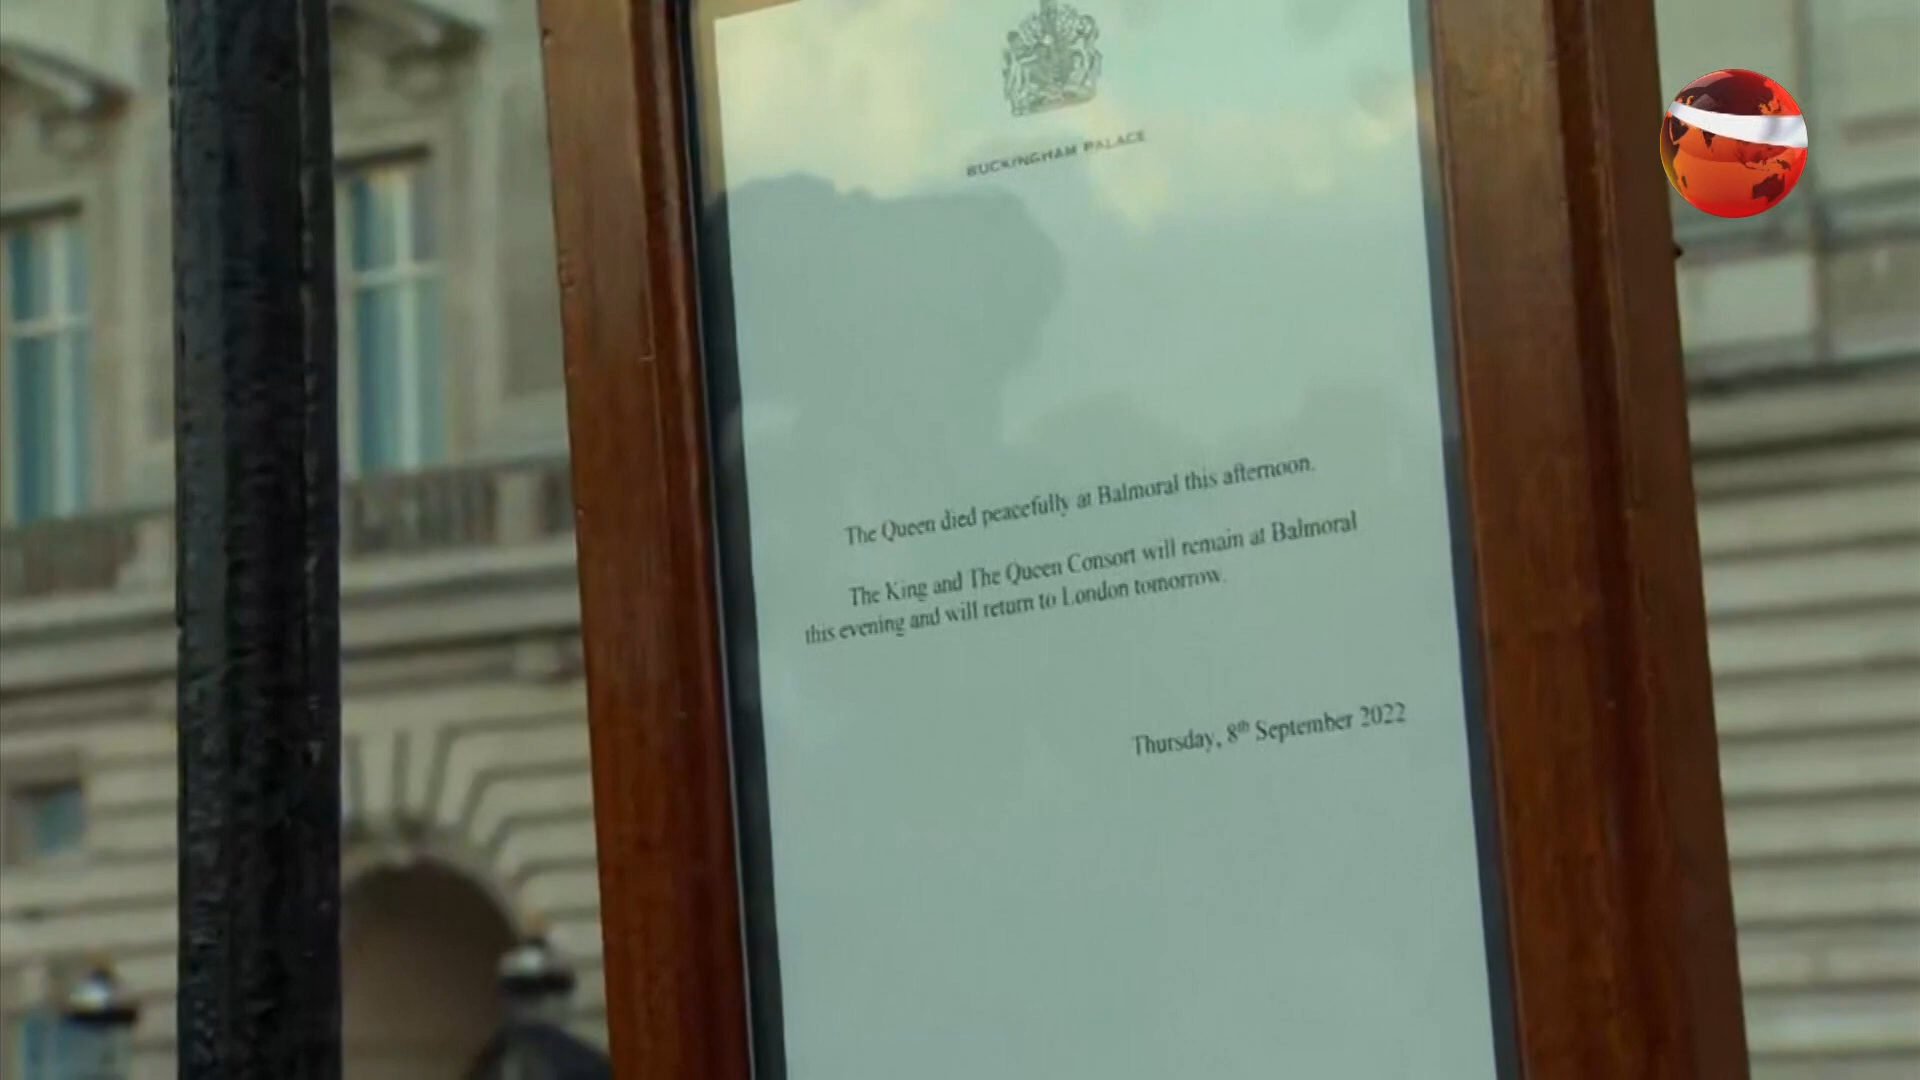 BUCKINGHAM PALACE
The Queen died peacefully at Balmoral this afternoon.
The King and The Queen Consort will remain at Balmoral
this evening and will return to London tomorrow.
Thursday, 8th September 2022